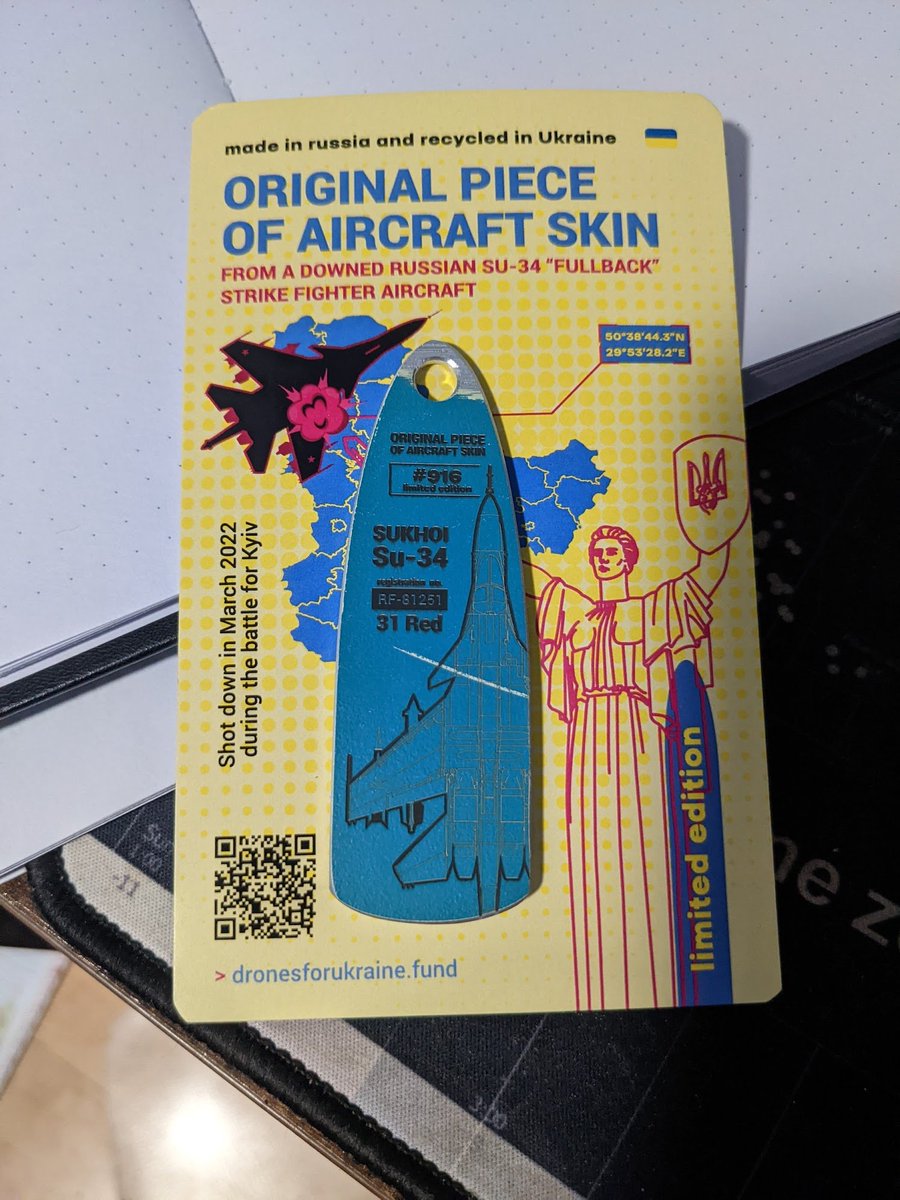 made in russia and recycled in Ukraine
ORIGINAL PIECE
OF AIRCRAFT SKIN
FROM A DOWNED RUSSIAN SU-34 "FULLBACK"
STRIKE FIGHTER AIRCRAFT
50°38'44.3"N
29°53'28.2"E
ORIGINAL PIECE
OF AIRCRAFT SKIN
#916
limited edition
SUKHOI
Su-34
registration no.
RF-81251
31 Red
Shot down in March 2022
during the battle for Kyiv
limited edition
> dronesforukraine.fund
-11